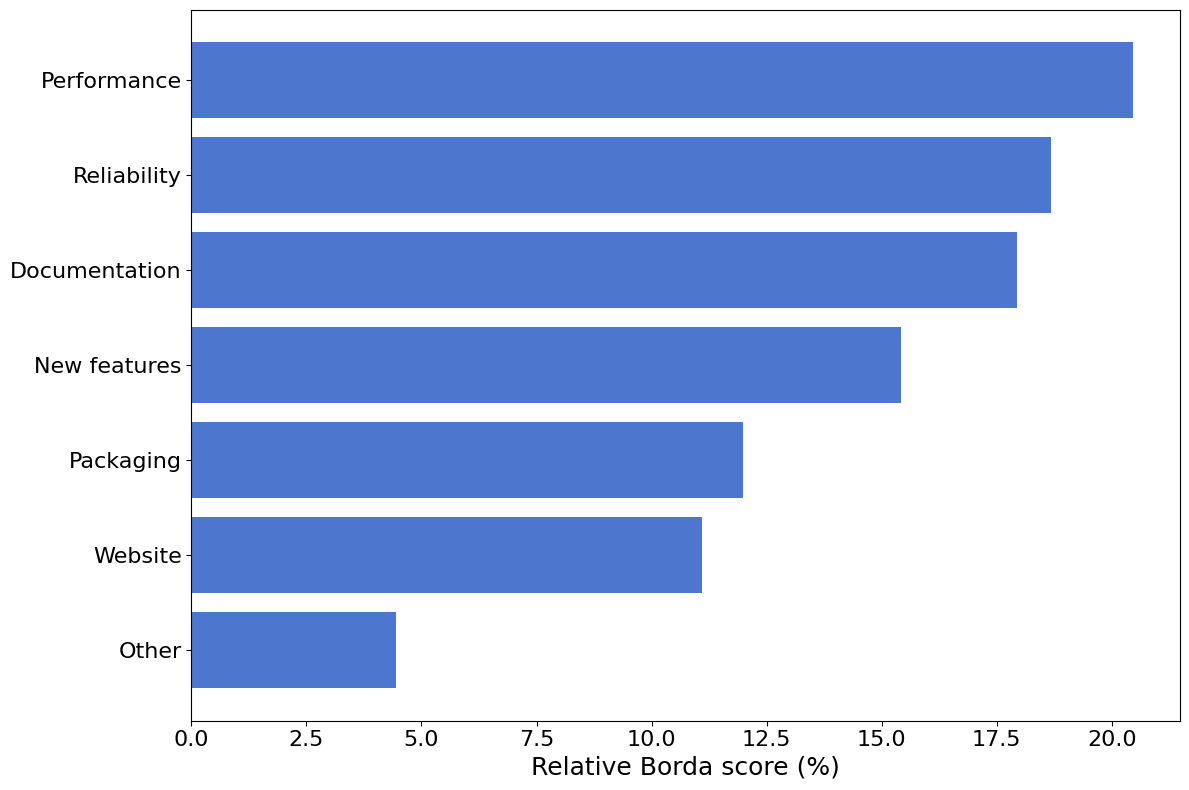 Performance
Reliability
Documentation
New features
Packaging
Website
Other
0.0 2.5 5.0 7.5 10.0 12.5 15.0 17.5 20.0
Relative Borda score (%)